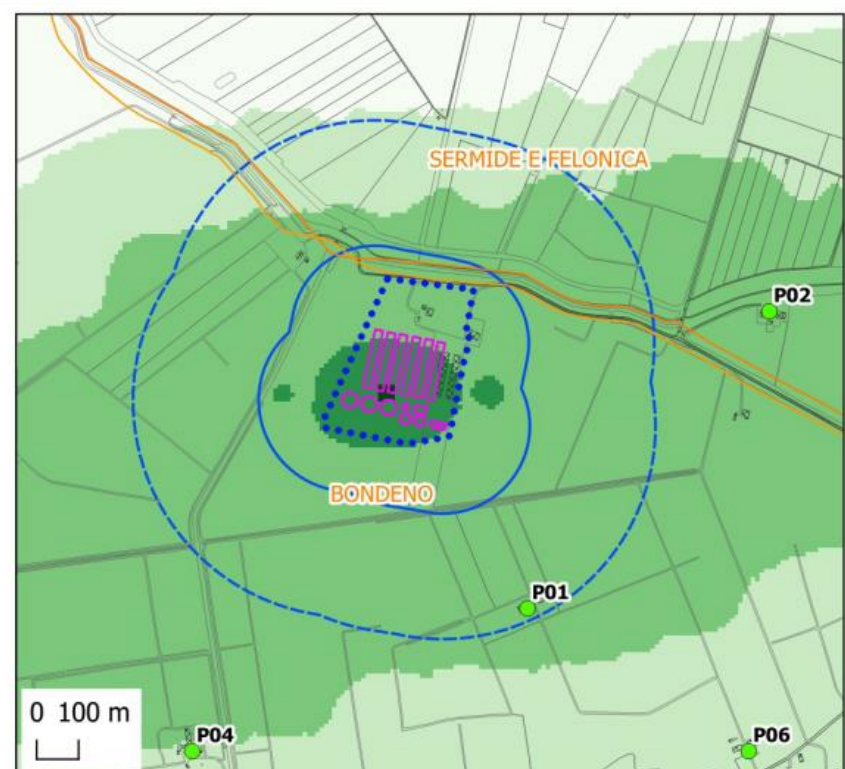 SERMIDE E FELONICA
P02
BONDENO
P01
0 100 m
P04
P06